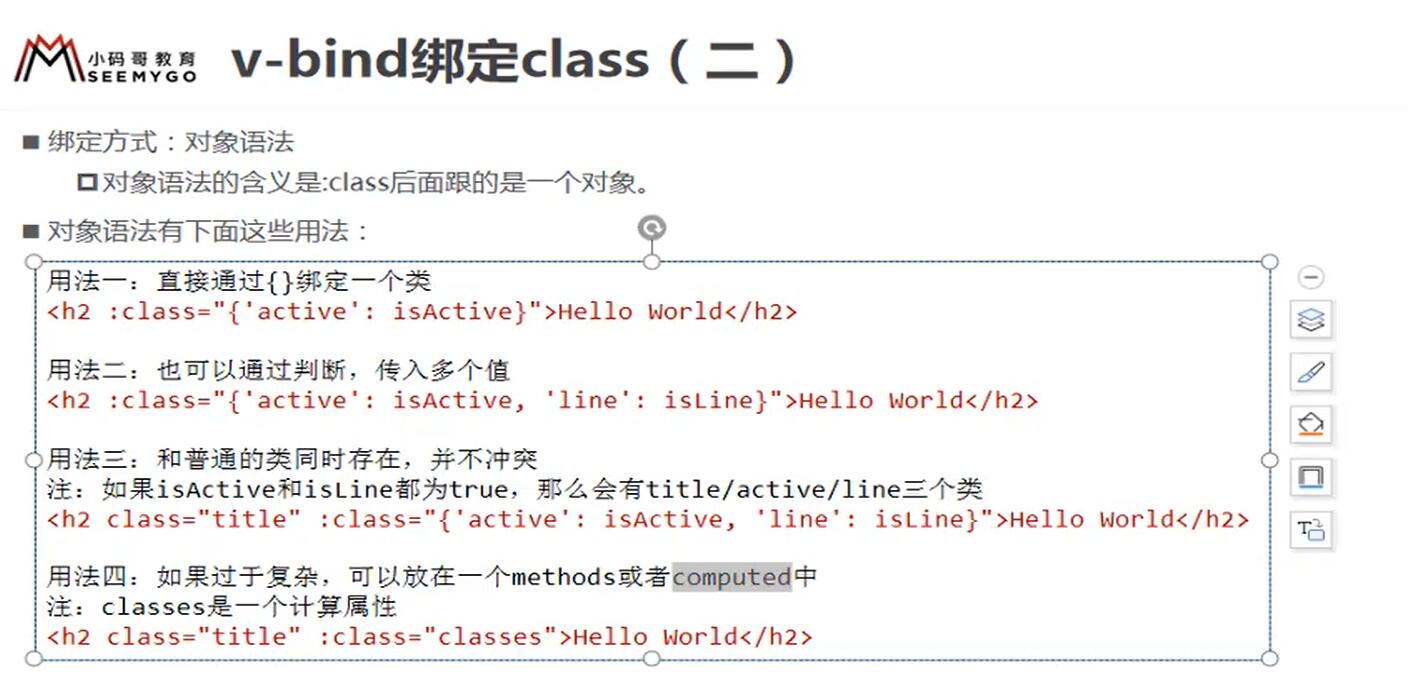 小码哥教育
SEEMYGO
v-bind绑定class（二）
绑定方式：对象语法
对象语法的含义是:class后面跟的是一个对象。
对象语法有下面这些用法：
用法一：直接通过{}绑定一个类
<h2 :class="{'active': isActive}">Hello World</h2>
用法二：也可以通过判断，传入多个值
<h2 :class="{'active': isActive, 'line': isLine}">Hello World</h2>
用法三：和普通的类同时存在，并不冲突
注：如果isActive和isLine都为true，那么会有title/active/line三个类
<h2 class="title" :class="{'active': isActive, 'line': isLine}">Hello World</h2>
用法四：如果过于复杂，可以放在一个methods或者computed中
注：classes是一个计算属性
<h2 class="title" :class="classes">Hello World</h2>